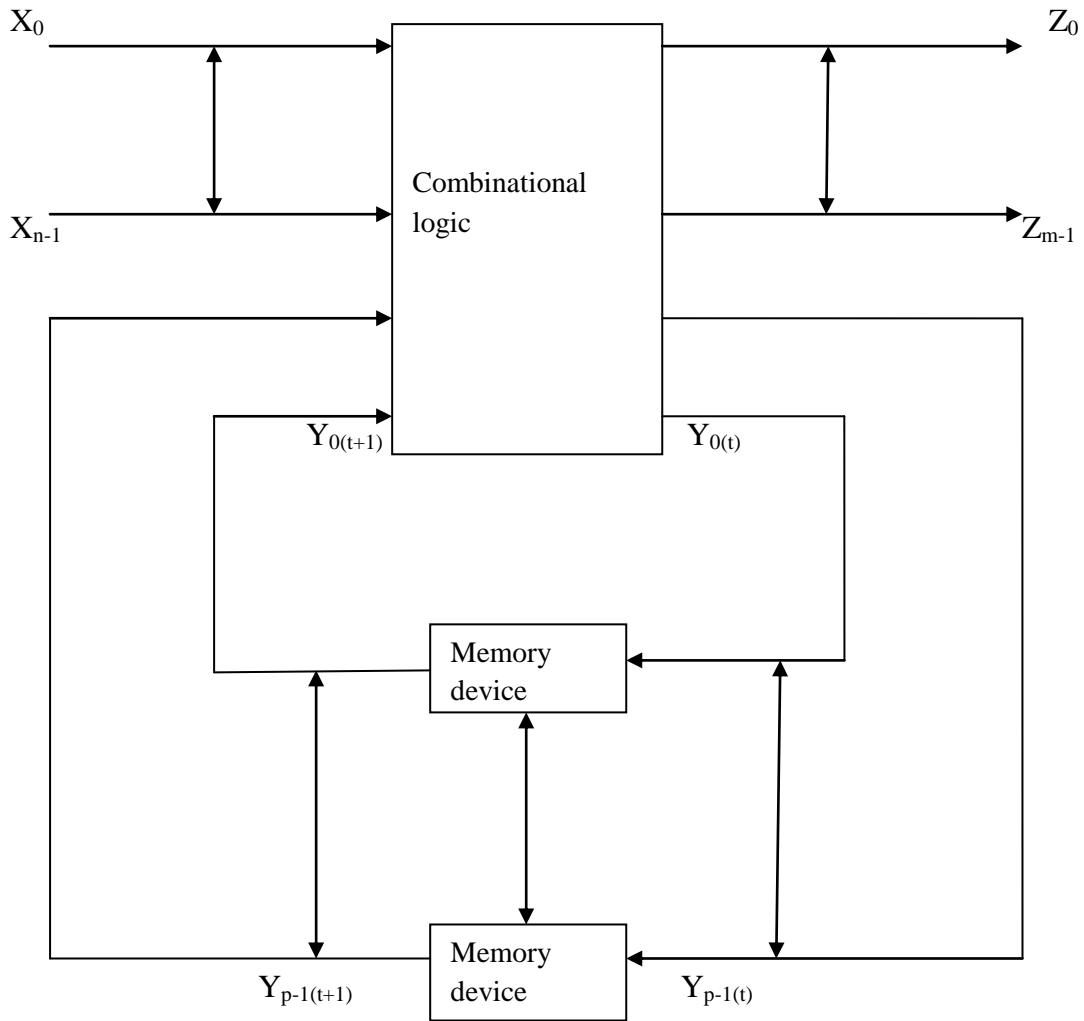 X₀
Z₀
Combinational
logic
Xₙ₋₁
Zₘ₋₁
Y₀₍ₜ₊₁₎
Y₀₍ₜ₎
Memory
device
Memory
device
Yₚ₋₁₍ₜ₊₁₎
Yₚ₋₁₍ₜ₎